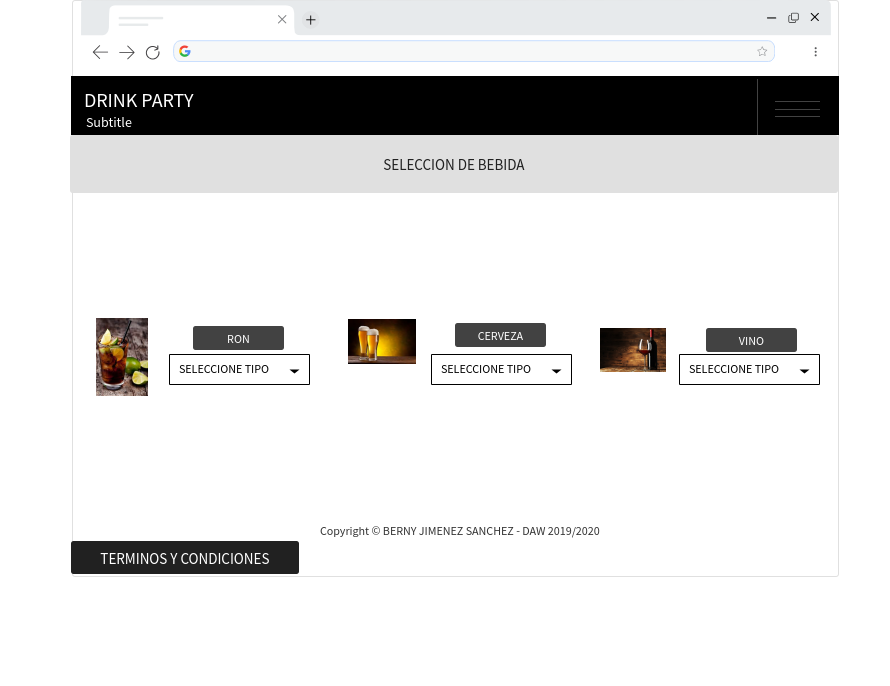 DRINK PARTY
Subtitle
SELECCION DE BEBIDA
RON
SELECCIONE TIPO
CERVEZA
SELECCIONE TIPO
VINO
SELECCIONE TIPO
Copyright © BERNY JIMENEZ SANCHEZ - DAW 2019/2020
TERMINOS Y CONDICIONES